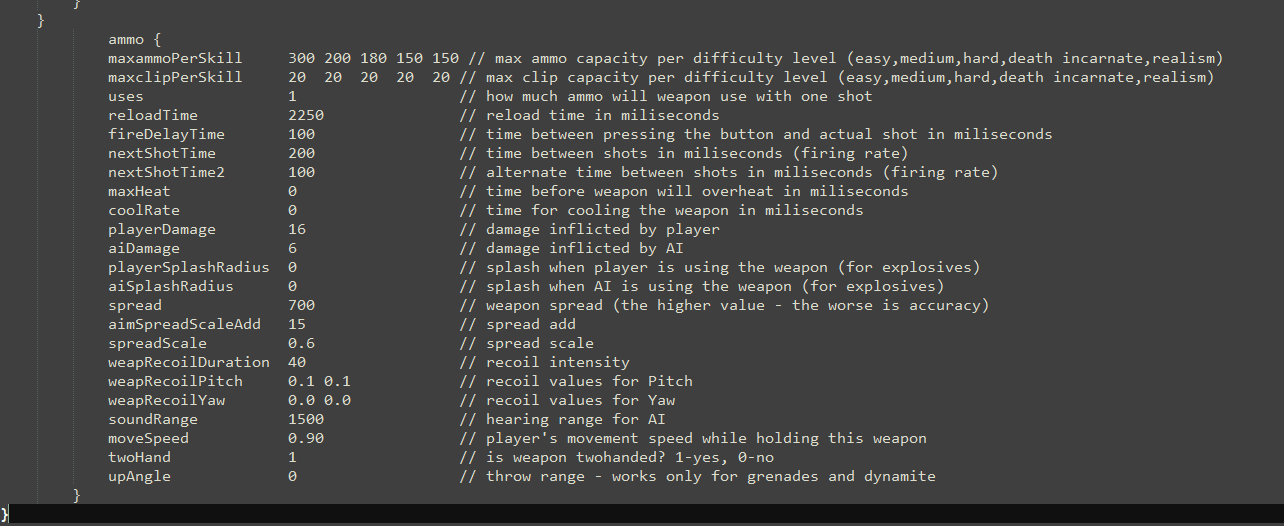 }
}
ammo {
maxammoPerSkill 300 200 180 150 150 // max ammo capacity per difficulty level (easy,medium,hard,death incarnate,realism)
maxclipPerSkill 20 20 20 20 20 // max clip capacity per difficulty level (easy,medium,hard,death incarnate,realism)
uses 1 // how much ammo will weapon use with one shot
reloadTime 2250 // reload time in miliseconds
fireDelayTime 100 // time between pressing the button and actual shot in miliseconds
nextShotTime 200 // time between shots in miliseconds (firing rate)
nextShotTime2 100 // alternate time between shots in miliseconds (firing rate)
maxHeat 0 // time before weapon will overheat in miliseconds
coolRate 0 // time for cooling the weapon in miliseconds
playerDamage 16 // damage inflicted by player
aiDamage 6 // damage inflicted by AI
playerSplashRadius 0 // splash when player is using the weapon (for explosives)
aiSplashRadius 0 // splash when AI is using the weapon (for explosives)
spread 700 // weapon spread (the higher value - the worse is accuracy)
aimSpreadScaleAdd 15 // spread add
spreadScale 0.6 // spread scale
weapRecoilDuration 40 // recoil intensity
weapRecoilPitch 0.1 0.1 // recoil values for Pitch
weapRecoilYaw 0.0 0.0 // recoil values for Yaw
soundRange 1500 // hearing range for AI
moveSpeed 0.90 // player's movement speed while holding this weapon
twoHand 1 // is weapon twohanded? 1-yes, 0-no
upAngle 0 // throw range - works only for grenades and dynamite
}
}